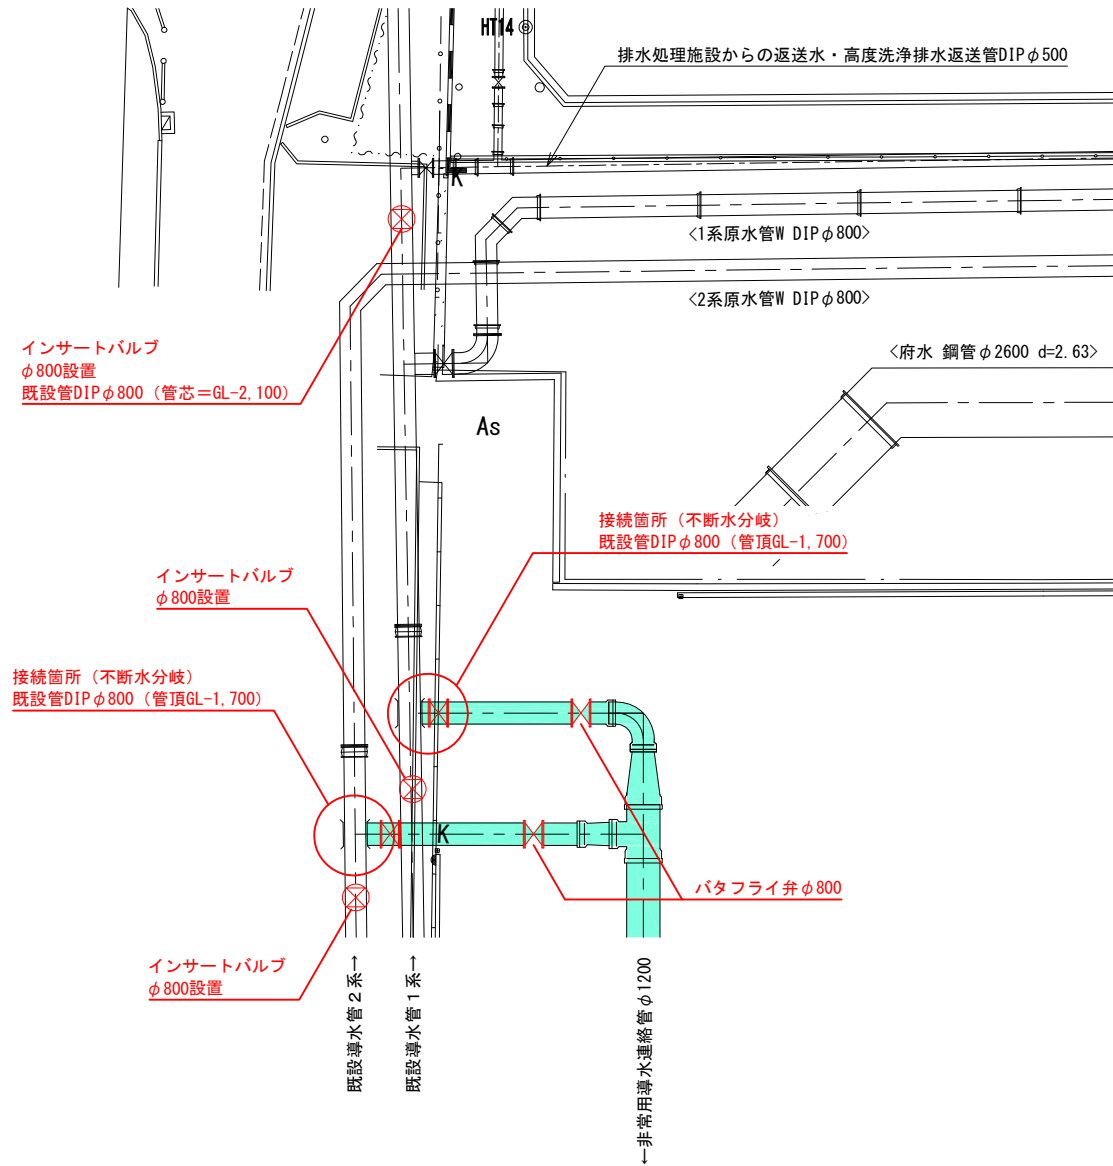 HT14
排水処理施設からの返送水・高度洗浄排水返送管DIPφ500
K
<1系原水管W DIPφ800>
<2系原水管W DIPφ800>
インサートバルブ
φ800設置
既設管DIPφ800（管芯＝GL-2,100）
<府水 鋼管φ2600 d=2.63>
As
接続箇所（不断水分岐）
既設管DIPφ800（管頂GL-1,700）
インサートバルブ
φ800設置
接続箇所（不断水分岐）
既設管DIPφ800（管頂GL-1,700）
K
バタフライ弁φ800
インサートバルブ
φ800設置
既設導水管２系→
既設導水管１系→
←非常用導水連絡管φ1200